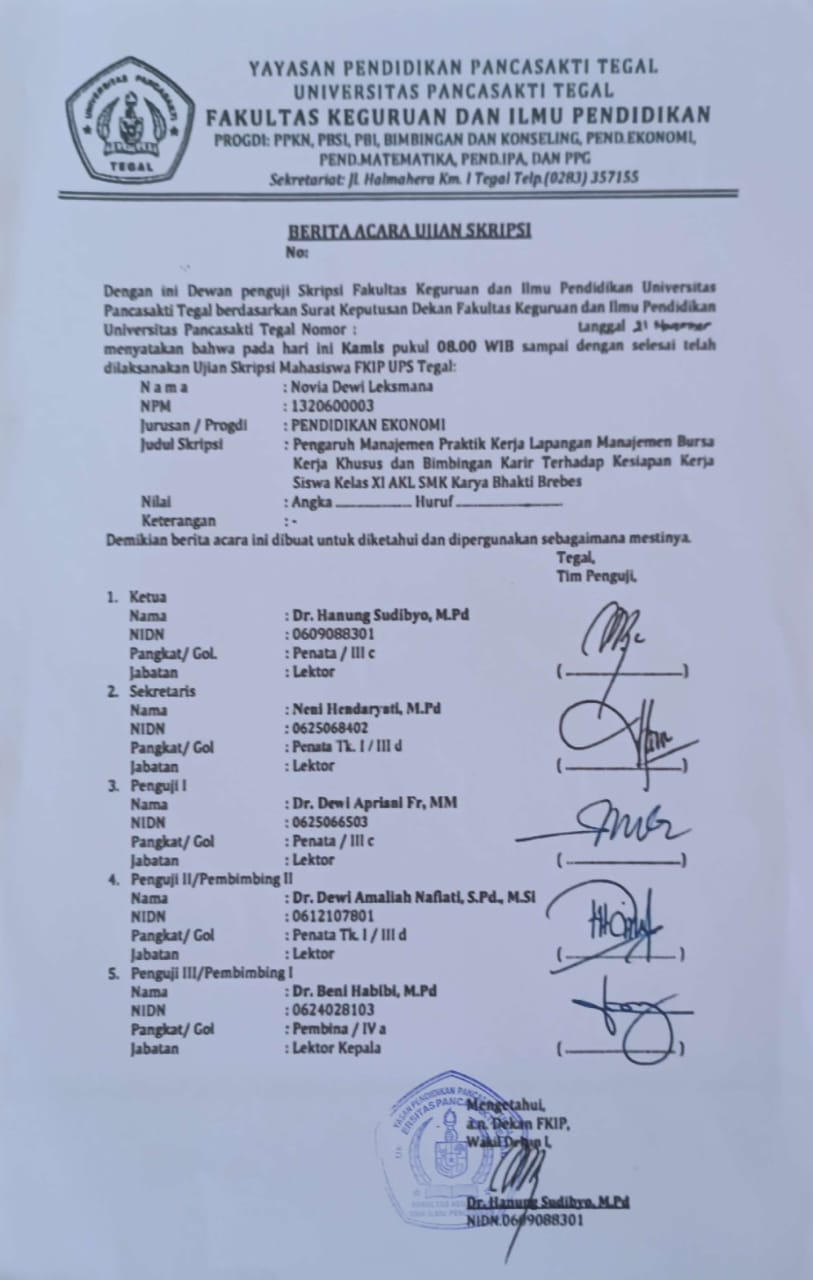 UNIVERSITAS PANCASAKTI
TEGAL
YAYASAN PENDIDIKAN PANCASAKTI TEGAL
UNIVERSITAS PANCASAKTI TEGAL
FAKULTAS KEGURUAN DAN ILMU PENDIDIKAN
PROGDI: PPKN, PBSI, PBI, BIMBINGAN DAN KONSELING, PEND.EKONOMI,
PEND.MATEMATIKA, PEND.IPA, DAN PPG
Sekretariat: Jl. Halmahera Km. 1 Tegal Telp.(0283) 357155
BERITA ACARA UJIAN SKRIPSI
No:
Dengan ini Dewan penguji Skripsi Fakultas Keguruan dan Ilmu Pendidikan Universitas
Pancasakti Tegal berdasarkan Surat Keputusan Dekan Fakultas Keguruan dan Ilmu Pendidikan
Universitas Pancasakti Tegal Nomor : tanggal 21
menyatakan bahwa pada hari ini Kamis pukul 08.00 WIB sampai dengan selesai telah
dilaksanakan Ujian Skripsi Mahasiswa FKIP UPS Tegal:
N a m a : Novia Dewi Leksmana
NPM : 1320600003
Jurusan / Progdi : PENDIDIKAN EKONOMI
Judul Skripsi : Pengaruh Manajemen Praktik Kerja Lapangan Manajemen Bursa
Kerja Khusus dan Bimbingan Karir Terhadap Kesiapan Kerja
Siswa Kelas XI AKL SMK Karya Bhakti Brebes
Nilai : Angka ____________ Huruf ________________
Keterangan : -
Demikian berita acara ini dibuat untuk diketahui dan dipergunakan sebagaimana mestinya.
Tegal,
Tim Penguji,
1. Ketua
Nama : Dr. Hanung Sudibyo, M.Pd
NIDN : 0609088301
Pangkat/ Gol. : Penata / III c
Jabatan : Lektor (__________________)
2. Sekretaris
Nama : Neni Hendaryati, M.Pd
NIDN : 0625068402
Pangkat/ Gol : Penata Tk. I / III d
Jabatan : Lektor (__________________)
3. Penguji I
Nama : Dr. Dewi Apriani Fr, MM
NIDN : 0625066503
Pangkat/ Gol : Penata / III c
Jabatan : Lektor (__________________)
4. Penguji II/Pembimbing II
Nama : Dr. Dewi Amaliah Nafiati, S.Pd., M.Si
NIDN : 0612107801
Pangkat/ Gol : Penata Tk. I / III d
Jabatan : Lektor (__________________)
5. Penguji III/Pembimbing I
Nama : Dr. Beni Habibi, M.Pd
NIDN : 0624028103
Pangkat/ Gol : Pembina / IV a
Jabatan : Lektor Kepala (__________________)
Mengetahui,
a.n. Dekan FKIP,
Wakil Dekan I,
Dr. Hanung Sudibyo, M.Pd
NIDN.0609088301